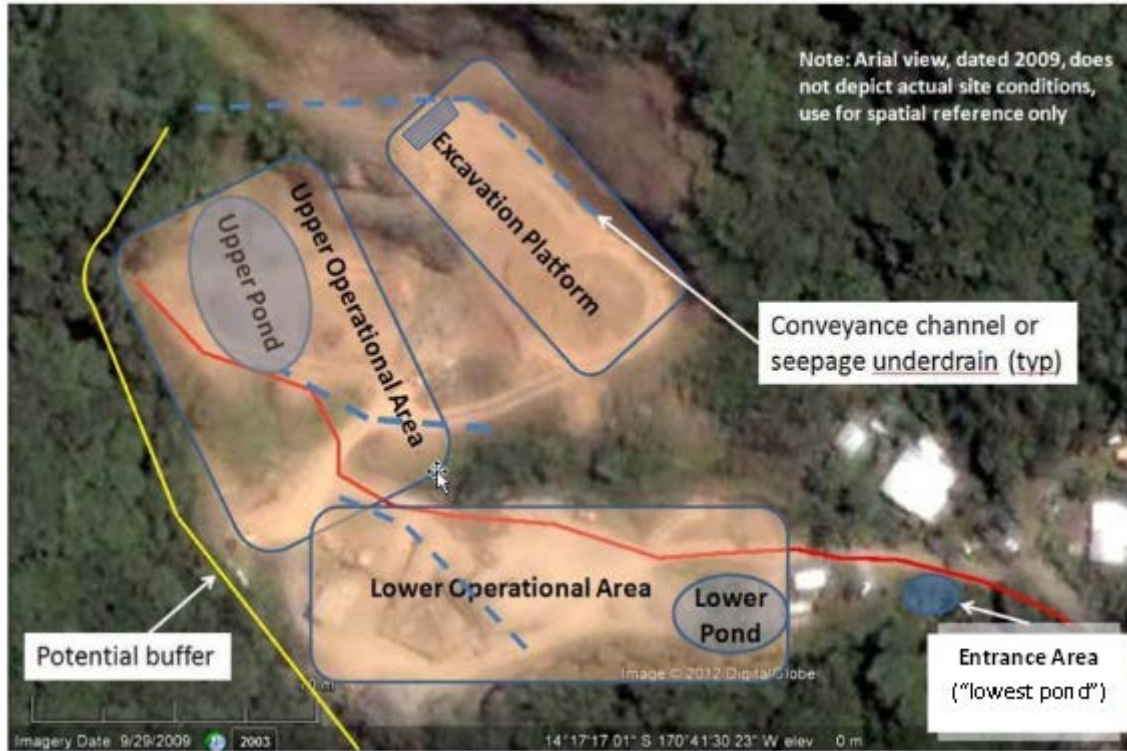 Note: Arial view, dated 2009, does
not depict actual site conditions,
use for spatial reference only
Excavation Platform
Upper Operational Area
Upper Pond
Conveyance channel or
seepage underdrain (typ)
Lower Operational Area
Lower
Pond
Potential buffer
Entrance Area
("lowest pond")
Image © 2012 DigitalGlobe
Imagery Date 9/29/2009
2003
14°17'17 01" S 170°41'30 23" W elev 0 m